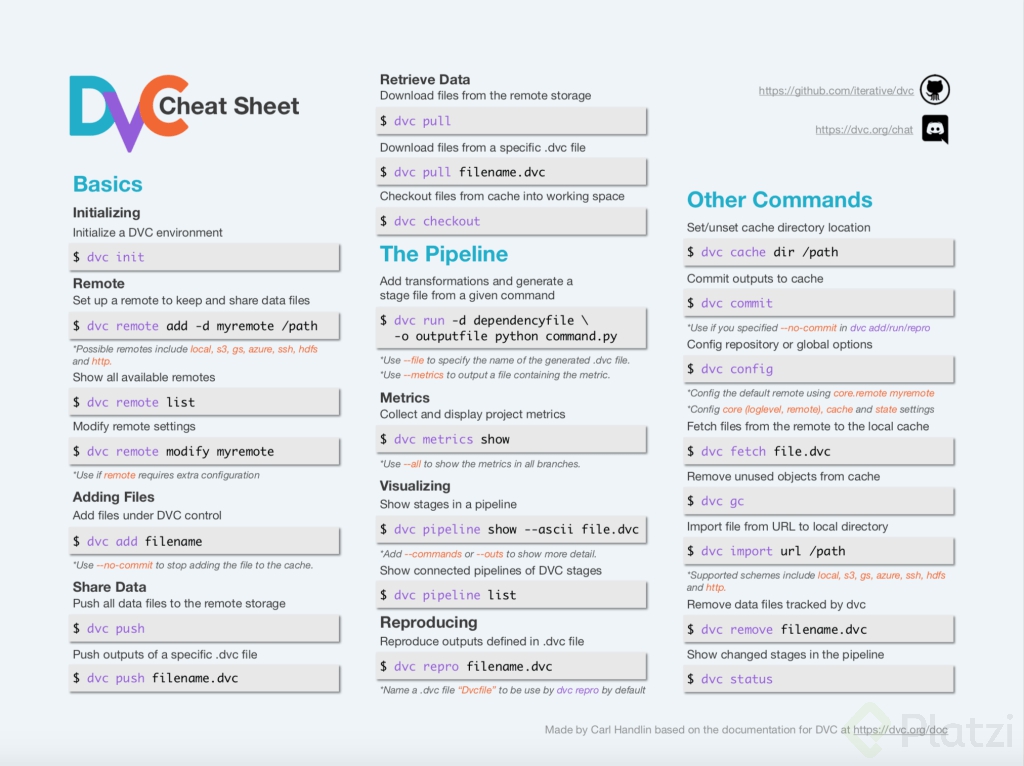 DVC Cheat Sheet
Basics
Initializing
Initialize a DVC environment
$ dvc init
Remote
Set up a remote to keep and share data files
$ dvc remote add -d myremote /path
*Possible remotes include local, s3, gs, azure, ssh, hdfs
and http.
Show all available remotes
$ dvc remote list
Modify remote settings
$ dvc remote modify myremote
*Use if remote requires extra configuration
Adding Files
Add files under DVC control
$ dvc add filename
*Use --no-commit to stop adding the file to the cache.
Share Data
Push all data files to the remote storage
$ dvc push
Push outputs of a specific .dvc file
$ dvc push filename.dvc
Retrieve Data
Download files from the remote storage
$ dvc pull
Download files from a specific .dvc file
$ dvc pull filename.dvc
Checkout files from cache into working space
$ dvc checkout
The Pipeline
Add transformations and generate a
stage file from a given command
$ dvc run -d dependencyfile \
-o outputfile python command.py
*Use --file to specify the name of the generated .dvc file.
*Use --metrics to output a file containing the metric.
Metrics
Collect and display project metrics
$ dvc metrics show
*Use --all to show the metrics in all branches.
Visualizing
Show stages in a pipeline
$ dvc pipeline show --ascii file.dvc
*Add --commands or --outs to show more detail.
Show connected pipelines of DVC stages
$ dvc pipeline list
Reproducing
Reproduce outputs defined in .dvc file
$ dvc repro filename.dvc
*Name a .dvc file “Dvcfile” to be use by dvc repro by default
https://github.com/iterative/dvc
https://dvc.org/chat
Other Commands
Set/unset cache directory location
$ dvc cache dir /path
Commit outputs to cache
$ dvc commit
*Use if you specified --no-commit in dvc add/run/repro
Config repository or global options
$ dvc config
*Config the default remote using core.remote myremote
*Config core (loglevel, remote), cache and state settings
Fetch files from the remote to the local cache
$ dvc fetch file.dvc
Remove unused objects from cache
$ dvc gc
Import file from URL to local directory
$ dvc import url /path
*Supported schemes include local, s3, gs, azure, ssh, hdfs
and http.
Remove data files tracked by dvc
$ dvc remove filename.dvc
Show changed stages in the pipeline
$ dvc status
Made by Carl Handlin based on the documentation for DVC at https://dvc.org/doc
Platzi